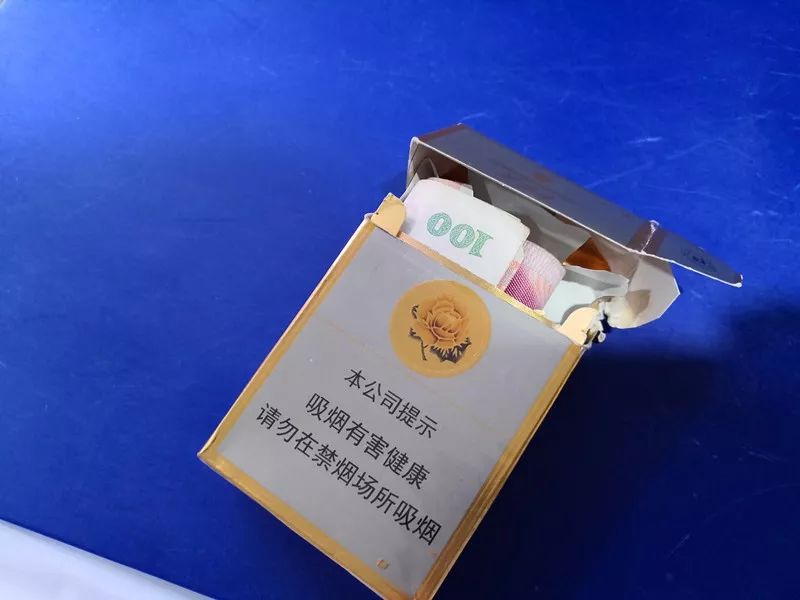 100
本公司提示
吸烟有害健康
请勿在禁烟场所吸烟